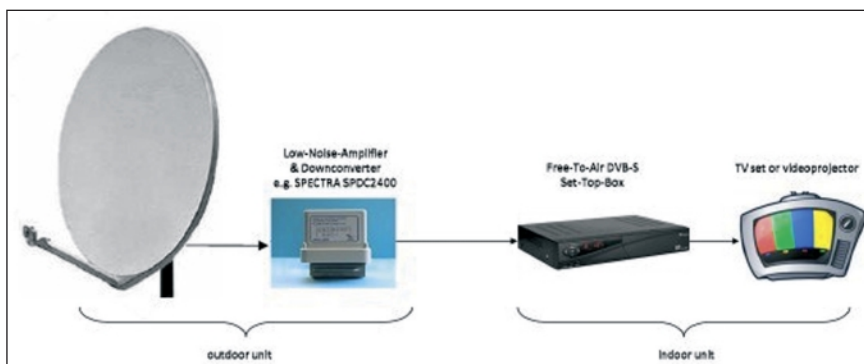 Low-Noise-Amplifier
& Downconverter
e.g. SPECTRA SPDC2400
Free-To-Air DVB-S
Set-Top-Box
TV set or videoprojector
outdoor unit
indoor unit